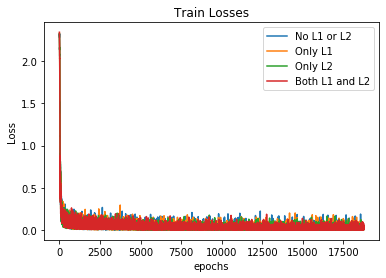 Train Losses
No L1 or L2
Only L1
Only L2
Both L1 and L2
Loss
2.0
1.5
1.0
0.5
0.0
0 2500 5000 7500 10000 12500 15000 17500
epochs